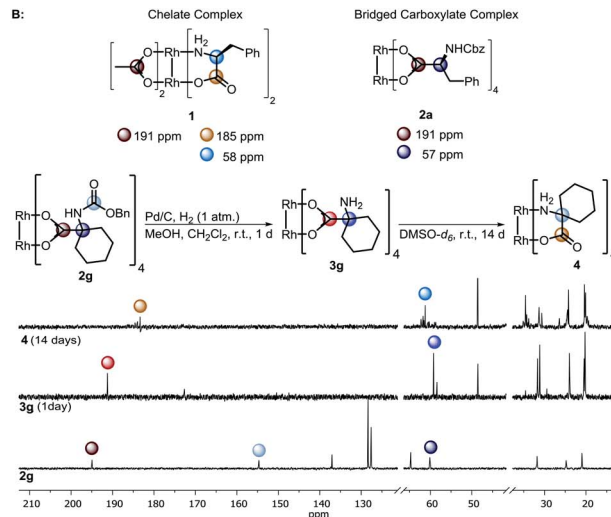 B:
Chelate Complex
Bridged Carboxylate Complex
O Rh N H2 Ph
O Rh O O
2 2
1
Rh O NHCbz
Rh O Ph
4
2a
191 ppm 185 ppm
58 ppm
191 ppm
57 ppm
O
HN OBn
Rh O
Rh O
4
2g
Pd/C, H2 (1 atm.)
MeOH, CH2Cl2, r.t., 1 d
NH2
Rh O
Rh O
4
3g
DMSO-d6, r.t., 14 d
H2
Rh N
Rh O O
4
4
4 (14 days)
3g (1day)
2g
210 200 190 180 170 160 150 140 130 60 50 30 20
ppm